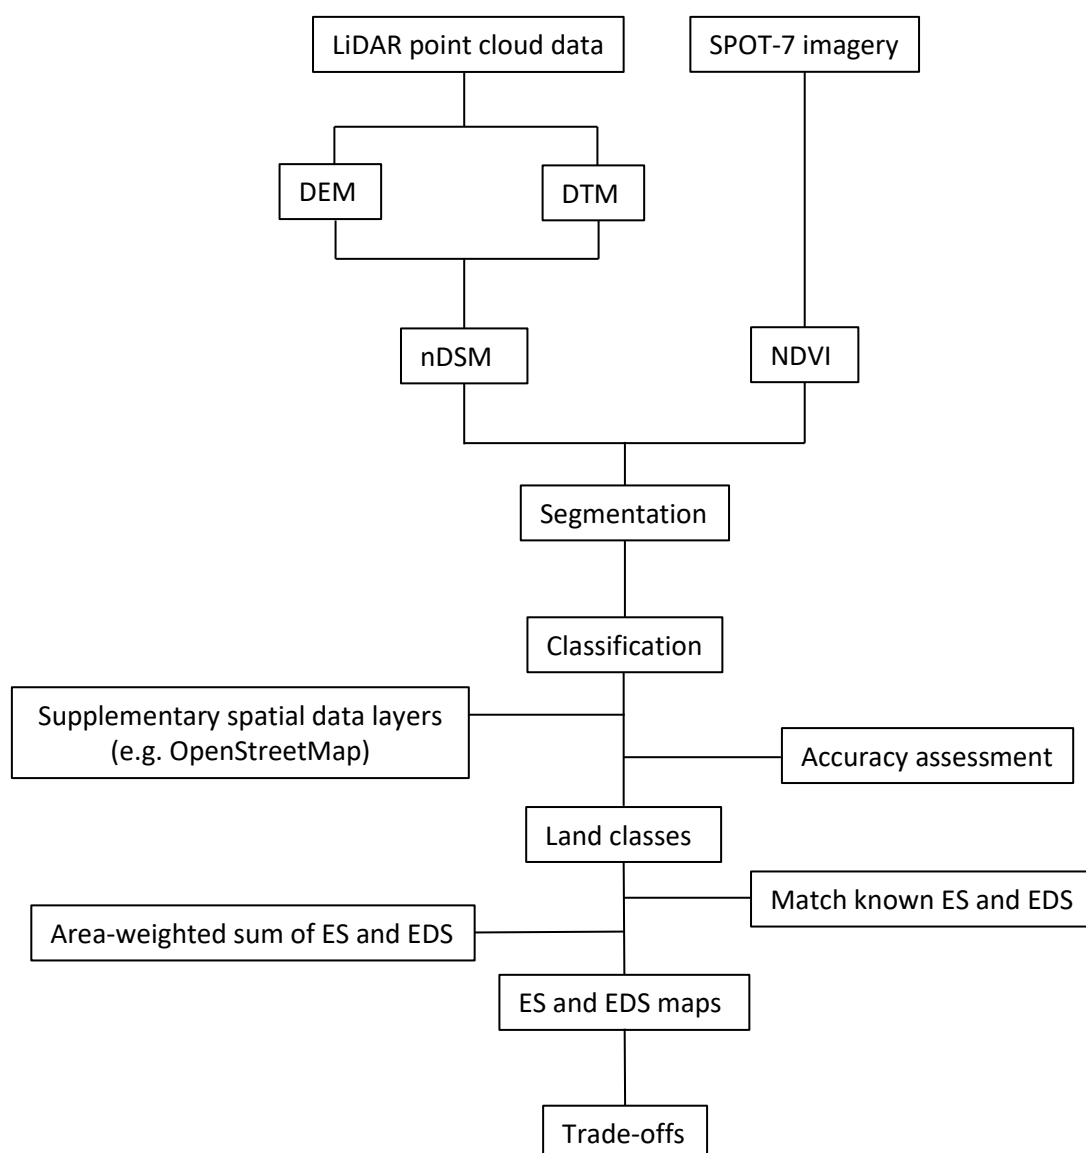 LiDAR point cloud data
SPOT-7 imagery
DEM
DTM
nDSM
NDVI
Segmentation
Classification
Supplementary spatial data layers
(e.g. OpenStreetMap)
Accuracy assessment
Land classes
Match known ES and EDS
Area-weighted sum of ES and EDS
ES and EDS maps
Trade-offs